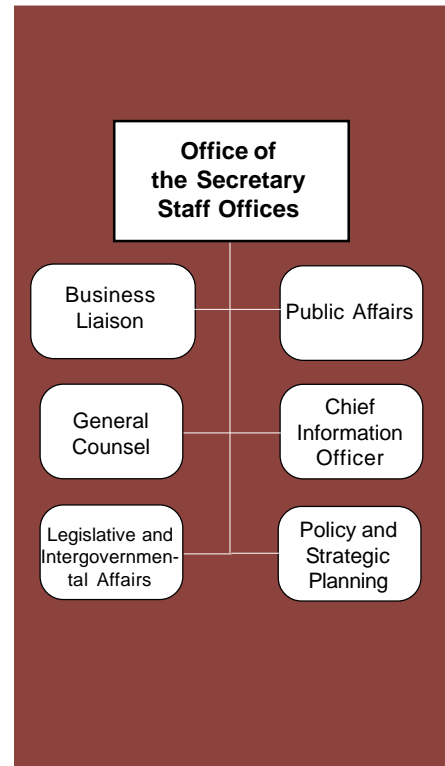 Office of
the Secretary
Staff Offices
Business
Liaison
Public Affairs
General
Counsel
Chief
Information
Officer
Legislative and
Intergovernmen-
tal Affairs
Policy and
Strategic
Planning